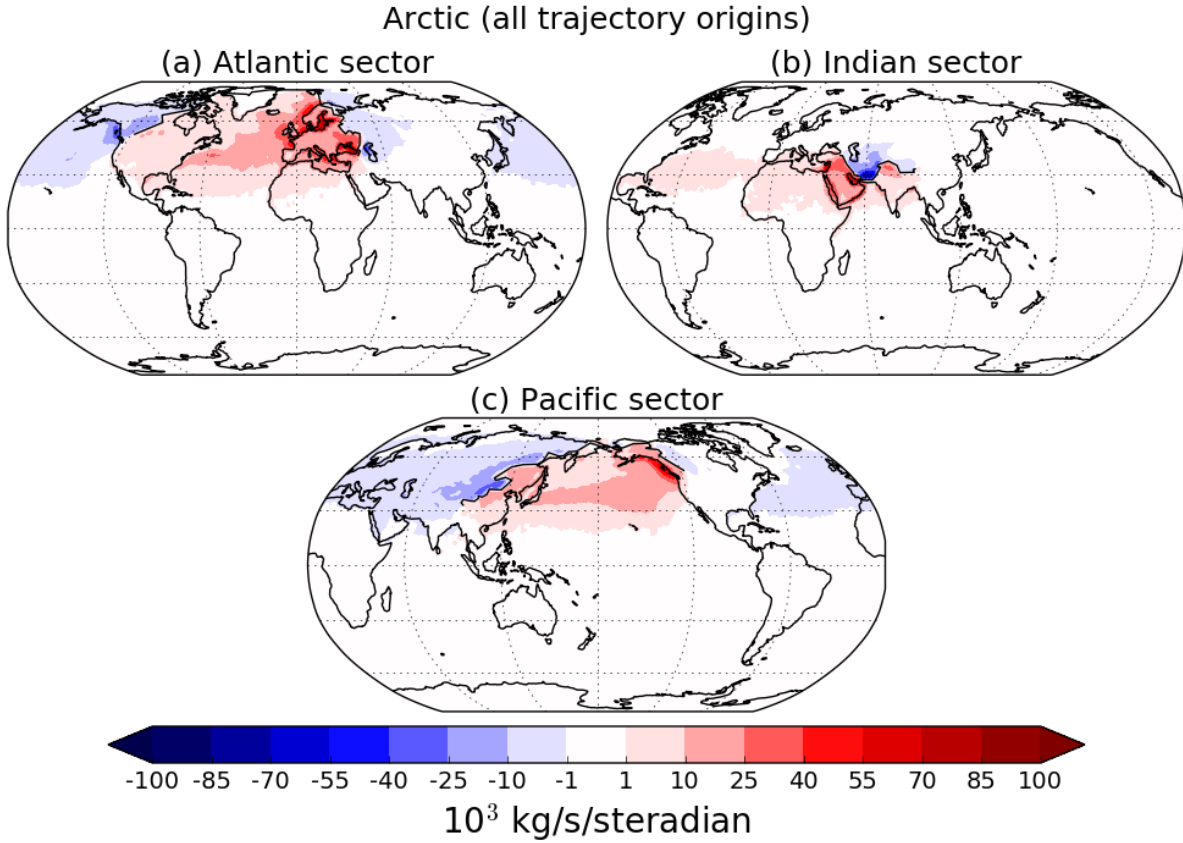 Arctic (all trajectory origins)
(a) Atlantic sector
(b) Indian sector
(c) Pacific sector
-100 -85 -70 -55 -40 -25 -10 -1 1 10 25 40 55 70 85 100
10³ kg/s/steradian